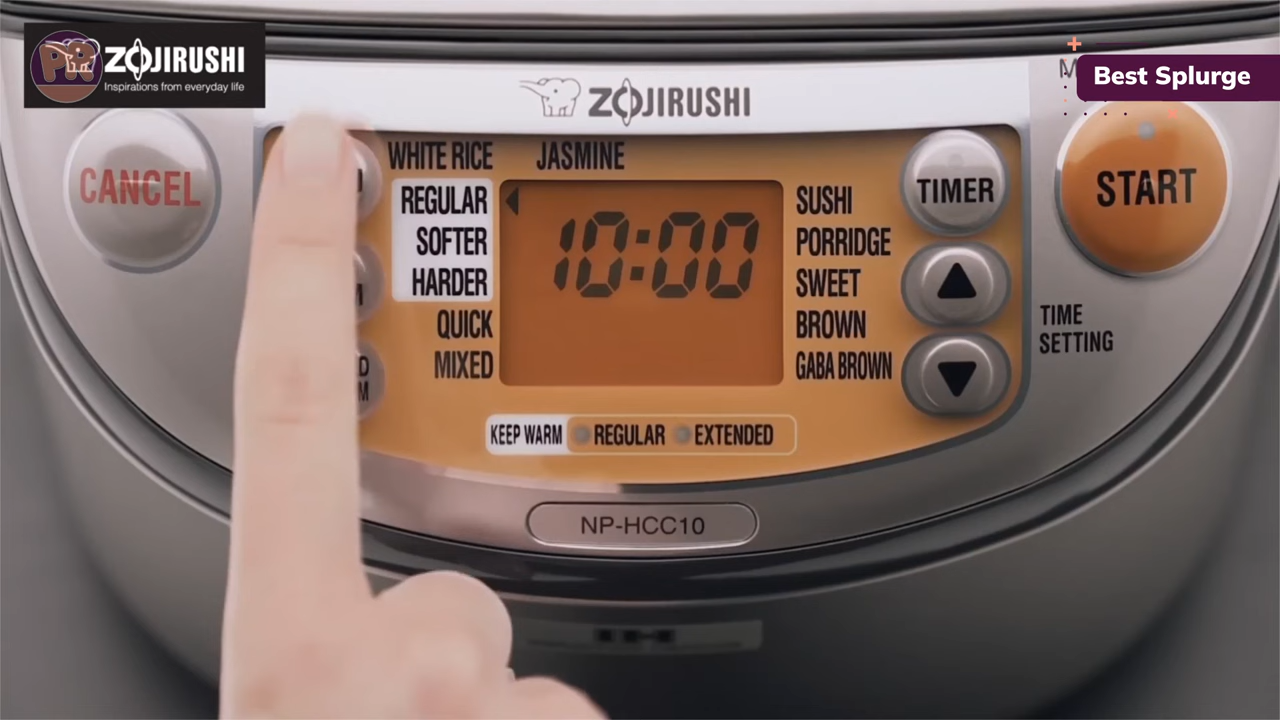 PR
ZOJIRUSHI
Inspirations from everyday life
Best Splurge
ZOJIRUSHI
CANCEL
WHITE RICE
JASMINE
REGULAR
SOFTER
HARDER
QUICK
MIXED
10:00
SUSHI
PORRIDGE
SWEET
BROWN
GABA BROWN
TIMER
START
TIME
SETTING
KEEP WARM
REGULAR
EXTENDED
NP-HCC10